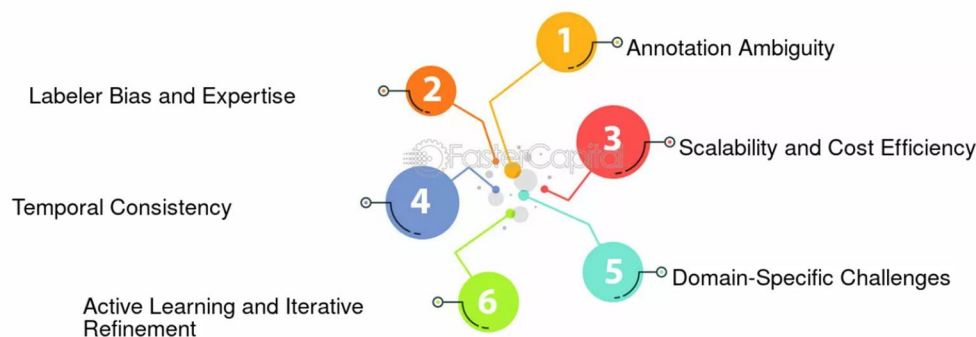 1
Annotation Ambiguity
2
Labeler Bias and Expertise
3
Scalability and Cost Efficiency
FasterCapital
4
Temporal Consistency
5
Domain-Specific Challenges
6
Active Learning and Iterative
Refinement